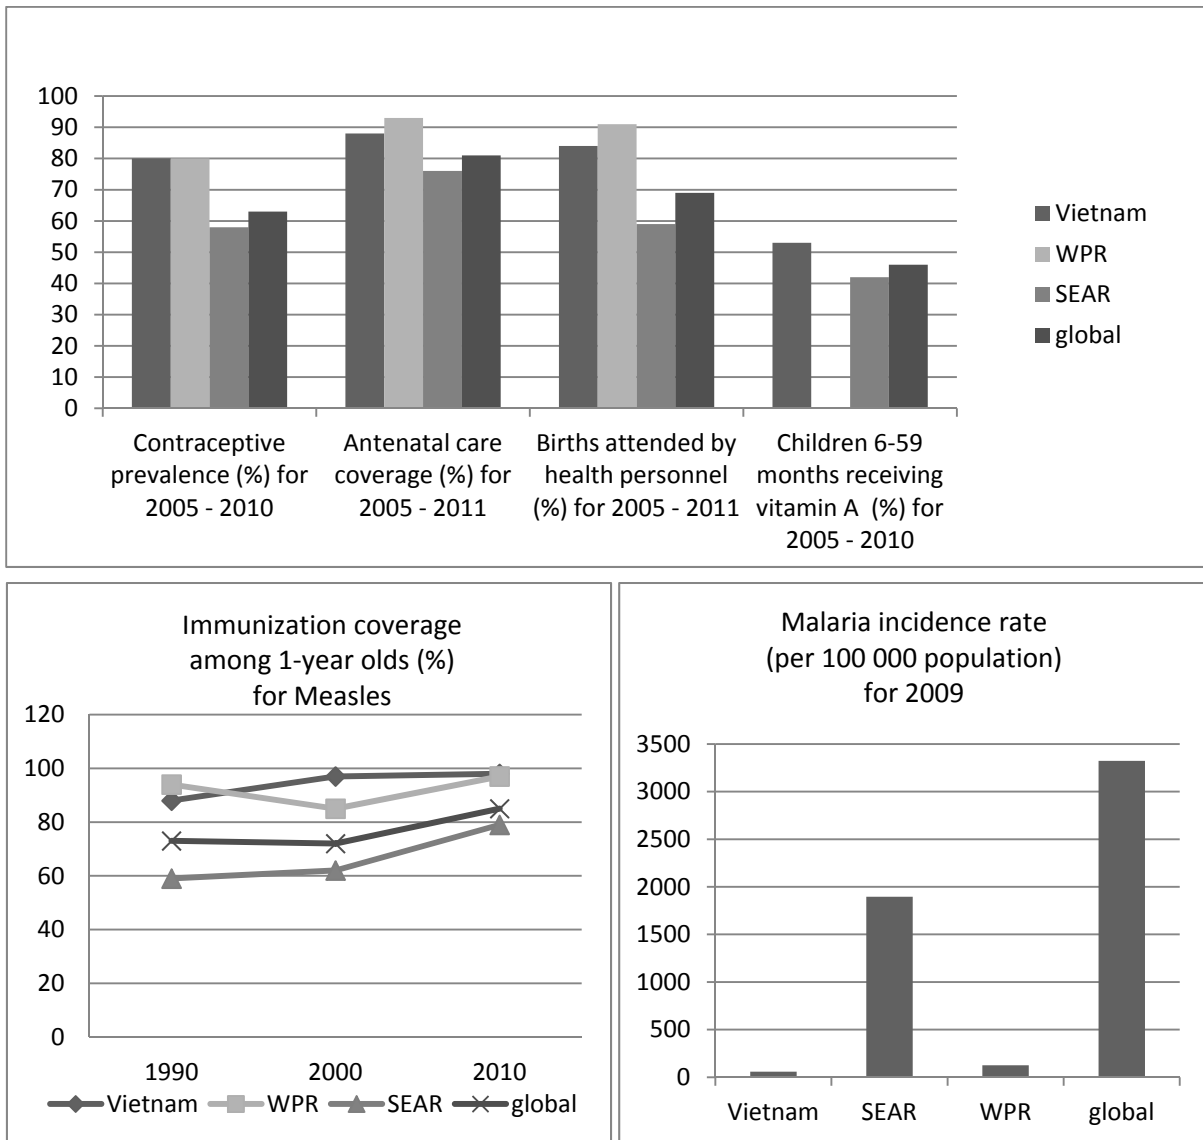 100
90
80
70
60
50
40
30
20
10
0
Contraceptive
prevalence (%) for
2005 - 2010
Antenatal care
coverage (%) for
2005 - 2011
Births attended by
health personnel
(%) for 2005 - 2011
Children 6-59
months receiving
vitamin A (%) for
2005 - 2010
Vietnam
WPR
SEAR
global
Immunization coverage
among 1-year olds (%)
for Measles
120
100
80
60
40
20
0
1990 2000 2010
Vietnam WPR SEAR global
Malaria incidence rate
(per 100 000 population)
for 2009
3500
3000
2500
2000
1500
1000
500
0
Vietnam SEAR WPR global